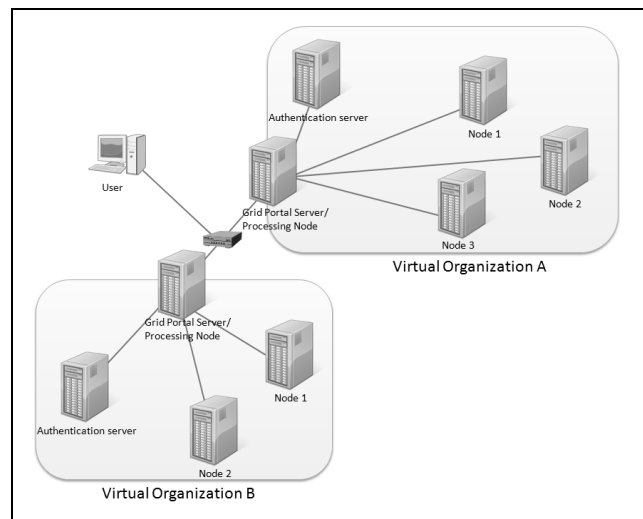 Authentication server
Node 1
User
Node 2
Grid Portal Server/
Processing Node
Node 3
Virtual Organization A
Grid Portal Server/
Processing Node
Node 1
Authentication server
Node 2
Virtual Organization B